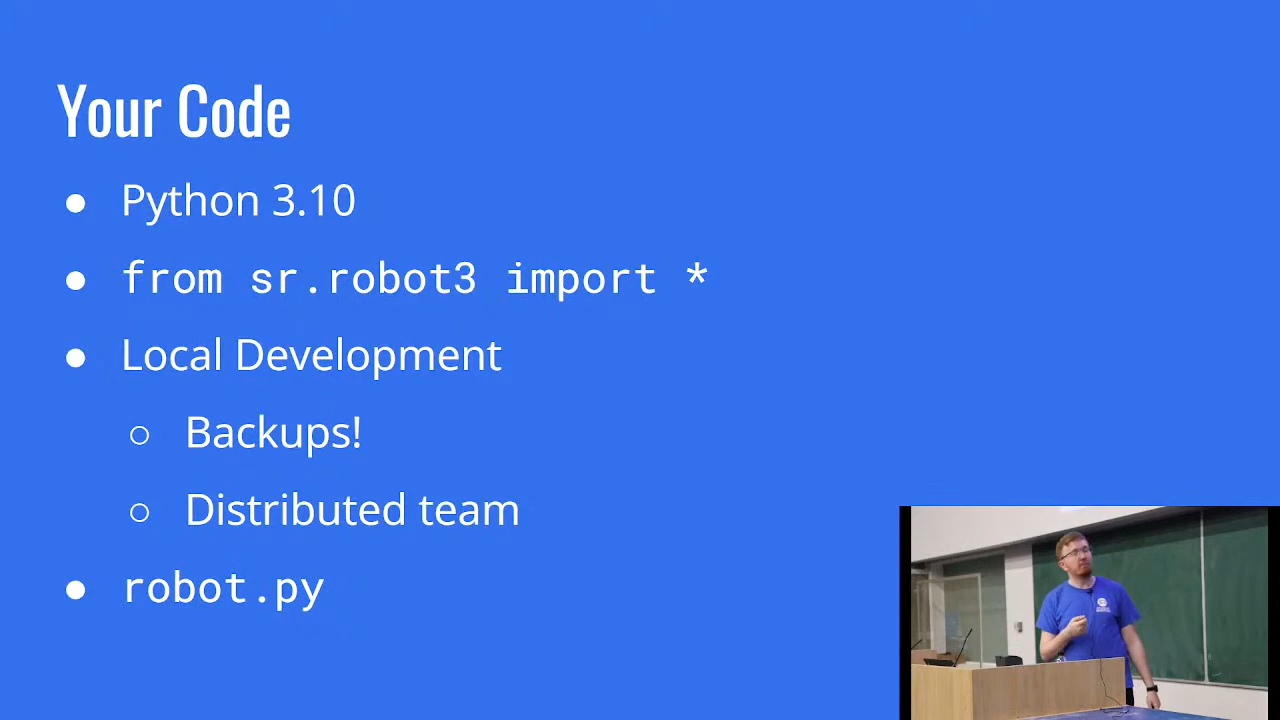 Your Code
● Python 3.10
● from sr.robot3 import *
● Local Development
○ Backups!
○ Distributed team
● robot.py